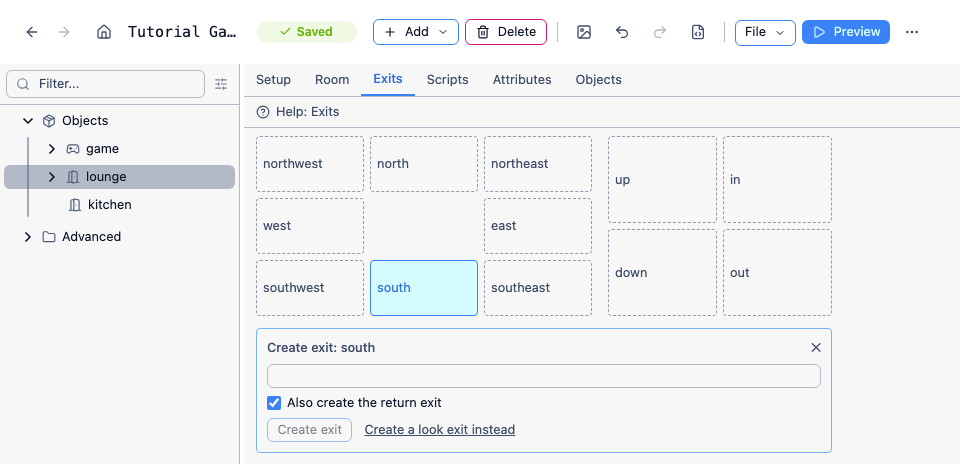 Tutorial Ga...
Saved
Add
Delete
File
Preview
Filter...
Objects
game
lounge
kitchen
Advanced
Setup
Room
Exits
Scripts
Attributes
Objects
Help: Exits
northwest
north
northeast
up
in
west
east
southwest
south
southeast
down
out
Create exit: south
Also create the return exit
Create exit
Create a look exit instead